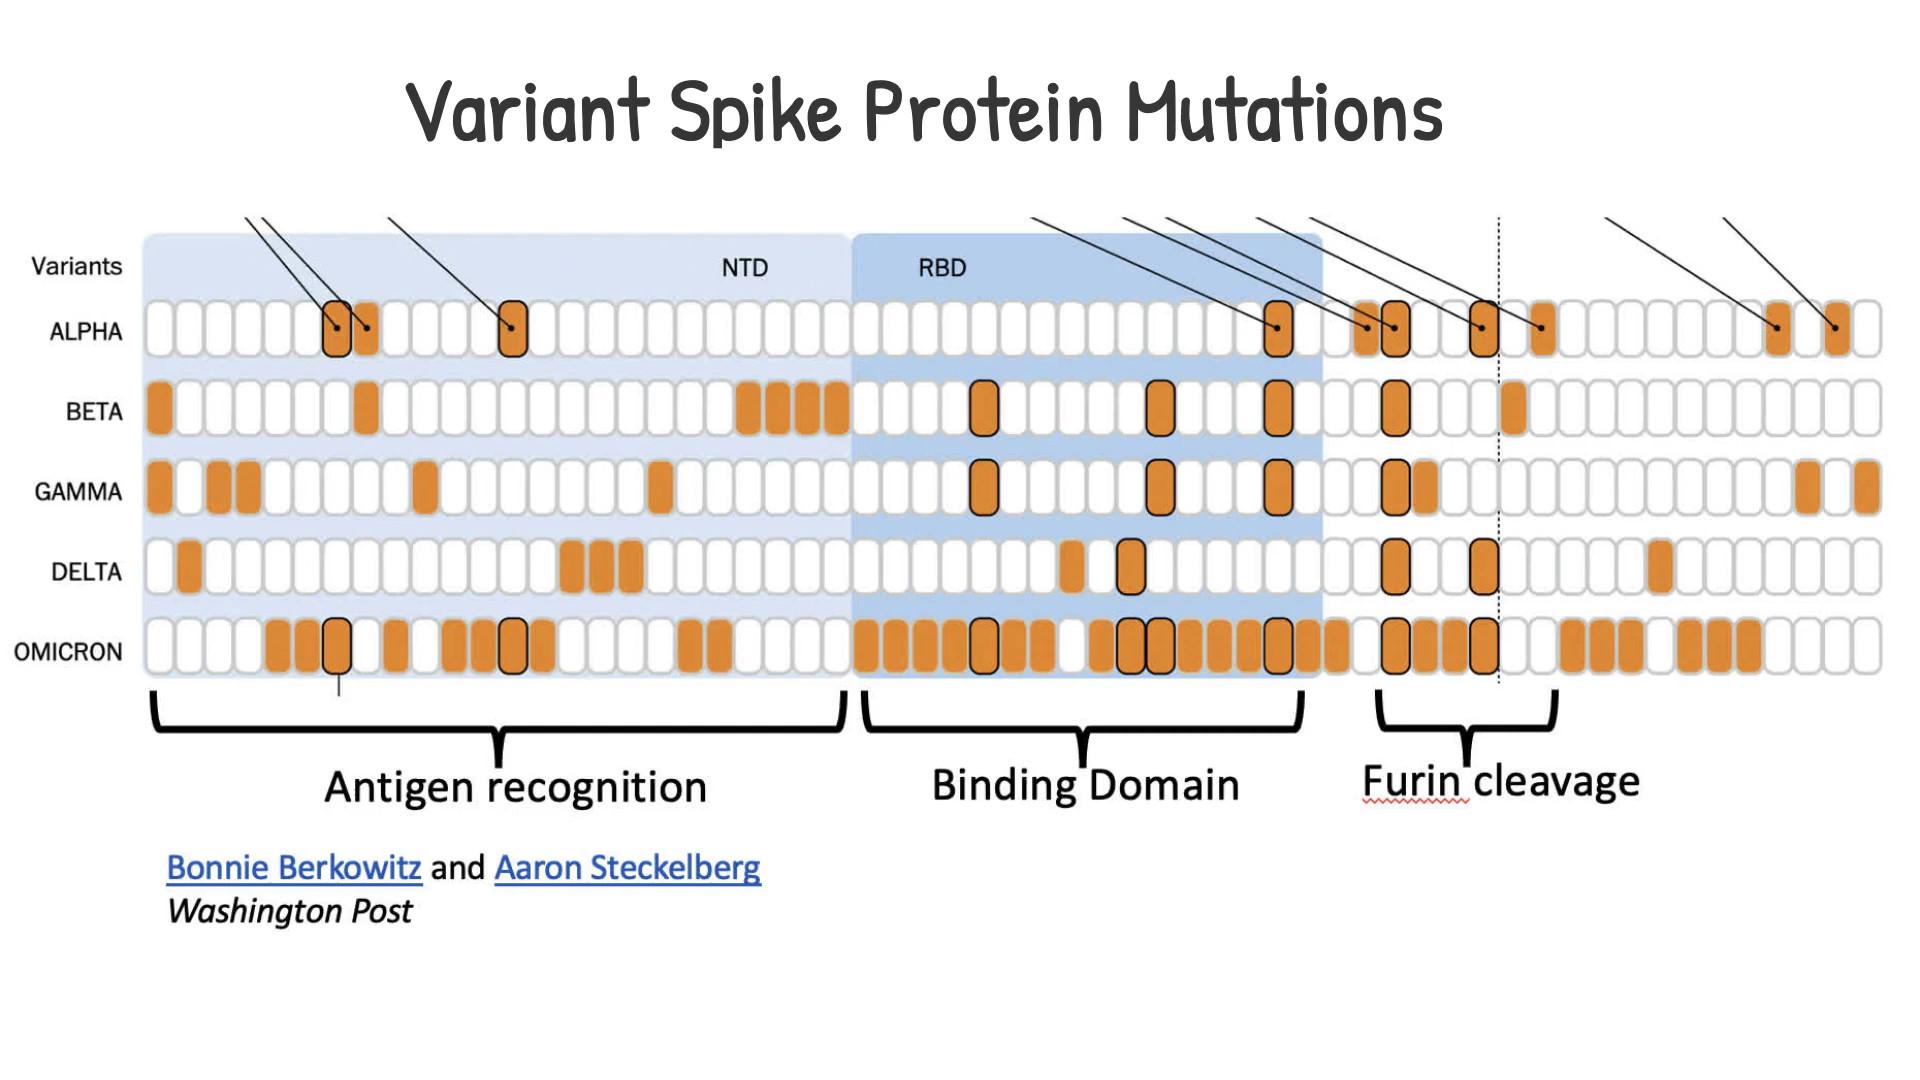 Variant Spike Protein Mutations
Variants NTD RBD
ALPHA
BETA
GAMMA
DELTA
OMICRON
Antigen recognition Binding Domain Furin cleavage
Bonnie Berkowitz and Aaron Steckelberg
Washington Post